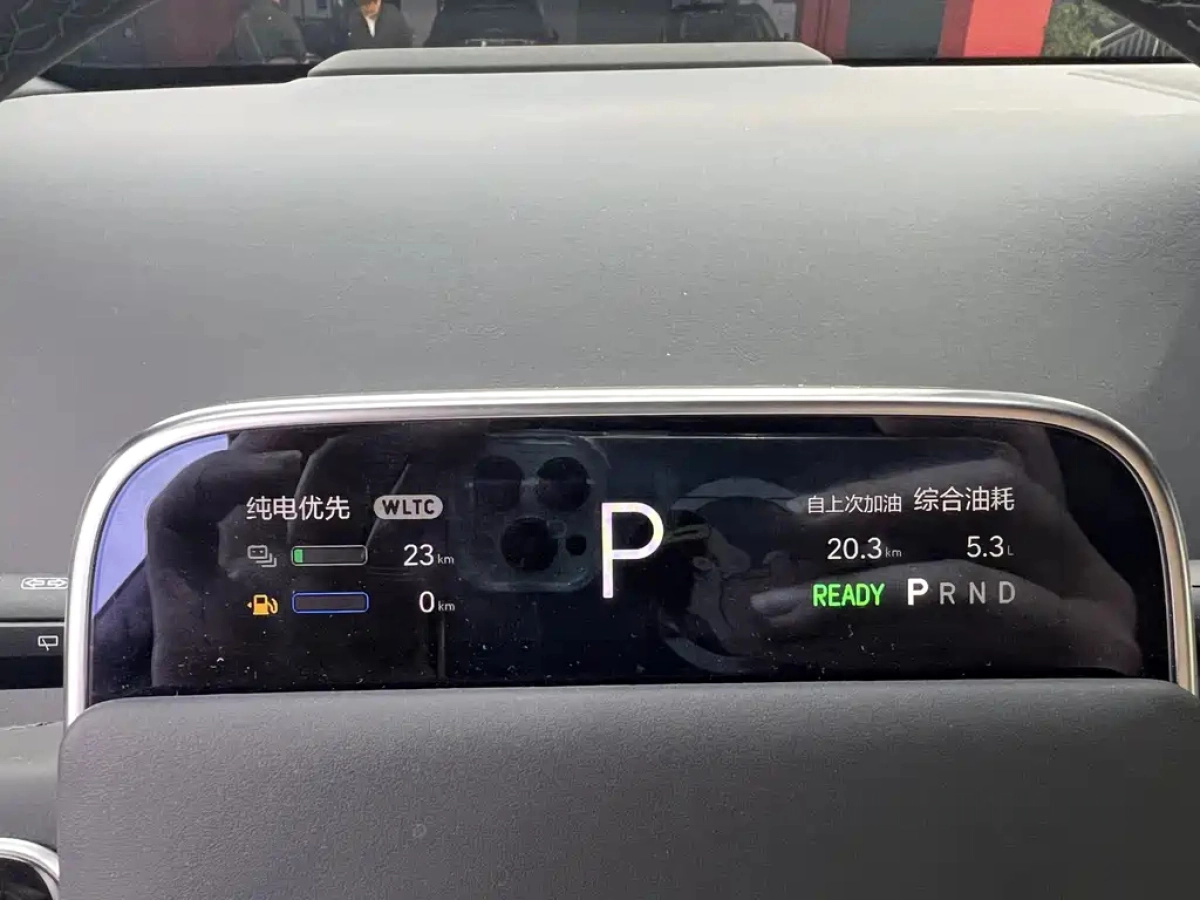 纯电优先 WLTC
23 km
0 km
P
自上次加油 综合油耗
20.3 km 5.3 L
READY P R N D